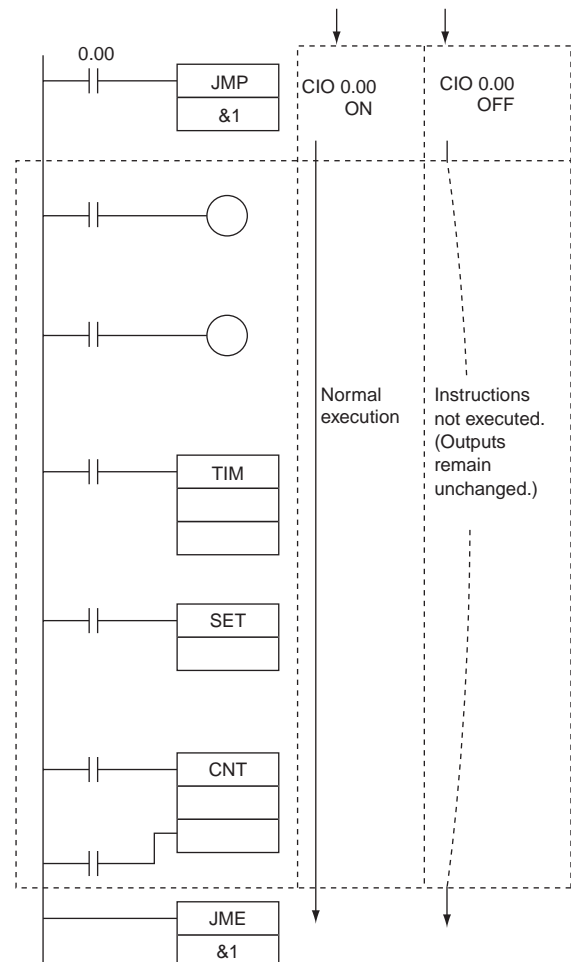 0.00
JMP
&1
CIO 0.00
ON
CIO 0.00
OFF
Normal
execution
Instructions
not executed.
(Outputs
remain
unchanged.)
TIM
SET
CNT
JME
&1